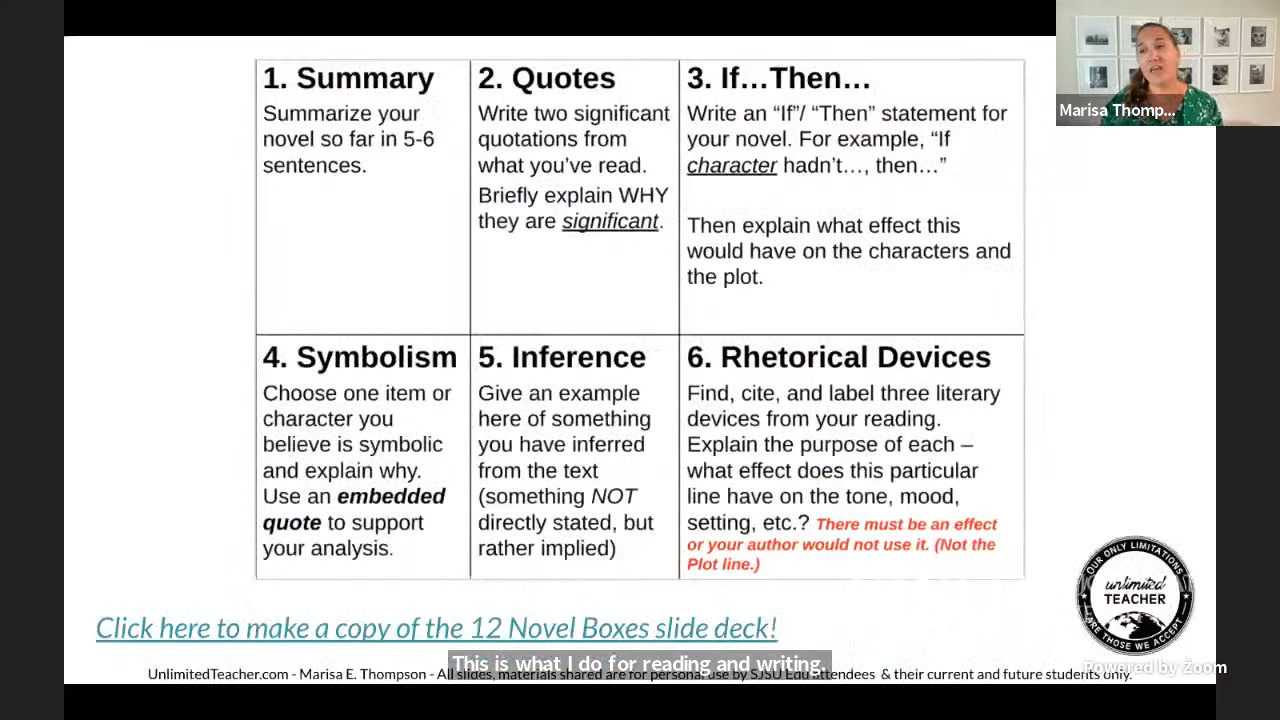 1. Summary
Summarize your
novel so far in 5-6
sentences.
2. Quotes
Write two significant
quotations from
what you’ve read.
Briefly explain WHY
they are significant.
3. If…Then…
Write an “If”/ “Then” statement for
your novel. For example, “If
character hadn’t…, then…”
Then explain what effect this
would have on the characters and
the plot.
Marisa Thomp...
4. Symbolism
Choose one item or
character you
believe is symbolic
and explain why.
Use an embedded
quote to support
your analysis.
5. Inference
Give an example
here of something
you have inferred
from the text
(something NOT
directly stated, but
rather implied)
6. Rhetorical Devices
Find, cite, and label three literary
devices from your reading.
Explain the purpose of each –
what effect does this particular
line have on the tone, mood,
setting, etc.? There must be an effect
or your author would not use it. (Not the
Plot line.)
OUR ONLY LIMITATIONS
unlimited
TEACHER
ARE THOSE WE ACCEPT
Click here to make a copy of the 12 Novel Boxes slide deck!
This is what I do for reading and writing.
Powered by Zoom
UnlimitedTeacher.com - Marisa E. Thompson - All slides, materials shared are for personal use by SJSU Edu attendees & their current and future students only.